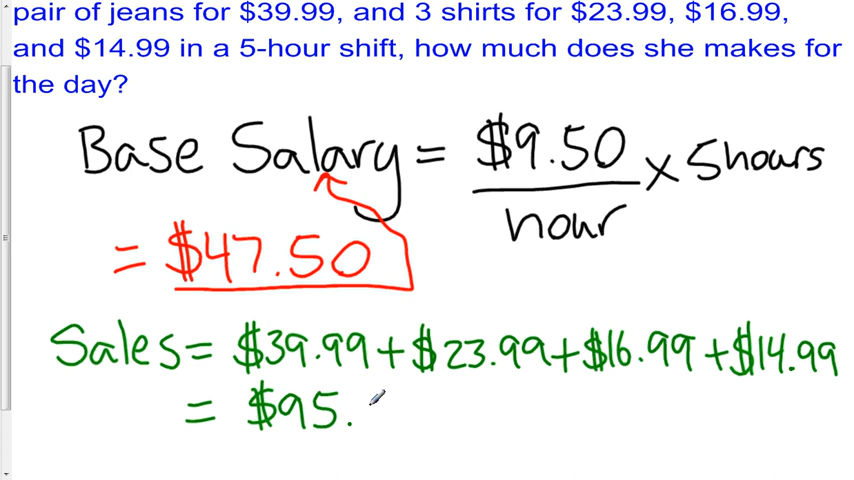 pair of jeans for $39.99, and 3 shirts for $23.99, $16.99,
and $14.99 in a 5-hour shift, how much does she makes for
the day?
Base Salary = $9.50 × 5 hours
hour
= $47.50
Sales = $39.99 + $23.99 + $16.99 + $14.99
= $95.